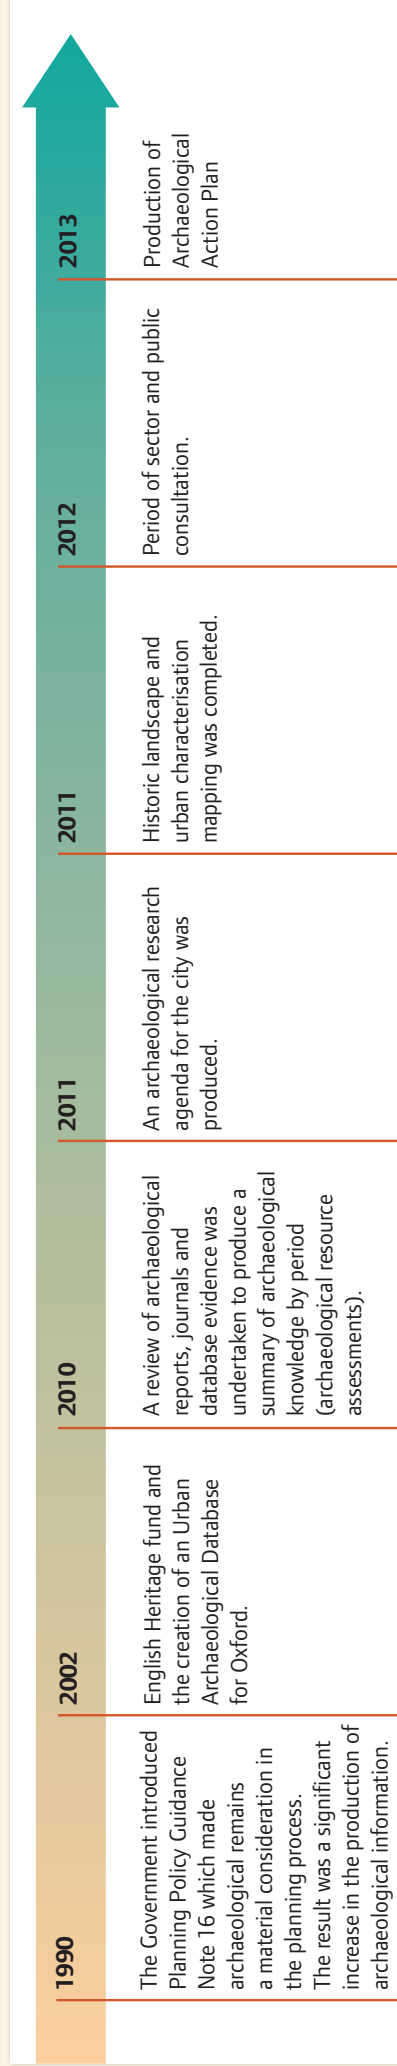 1990
The Government introduced
Planning Policy Guidance
Note 16 which made
archaeological remains
a material consideration in
the planning process.
The result was a significant
increase in the production of
archaeological information.
2002
English Heritage fund and
the creation of an Urban
Archaeological Database
for Oxford.
2010
A review of archaeological
reports, journals and
database evidence was
undertaken to produce a
summary of archaeological
knowledge by period
(archaeological resource
assessments).
2011
An archaeological research
agenda for the city was
produced.
2011
Historic landscape and
urban characterisation
mapping was completed.
2012
Period of sector and public
consultation.
2013
Production of
Archaeological
Action Plan